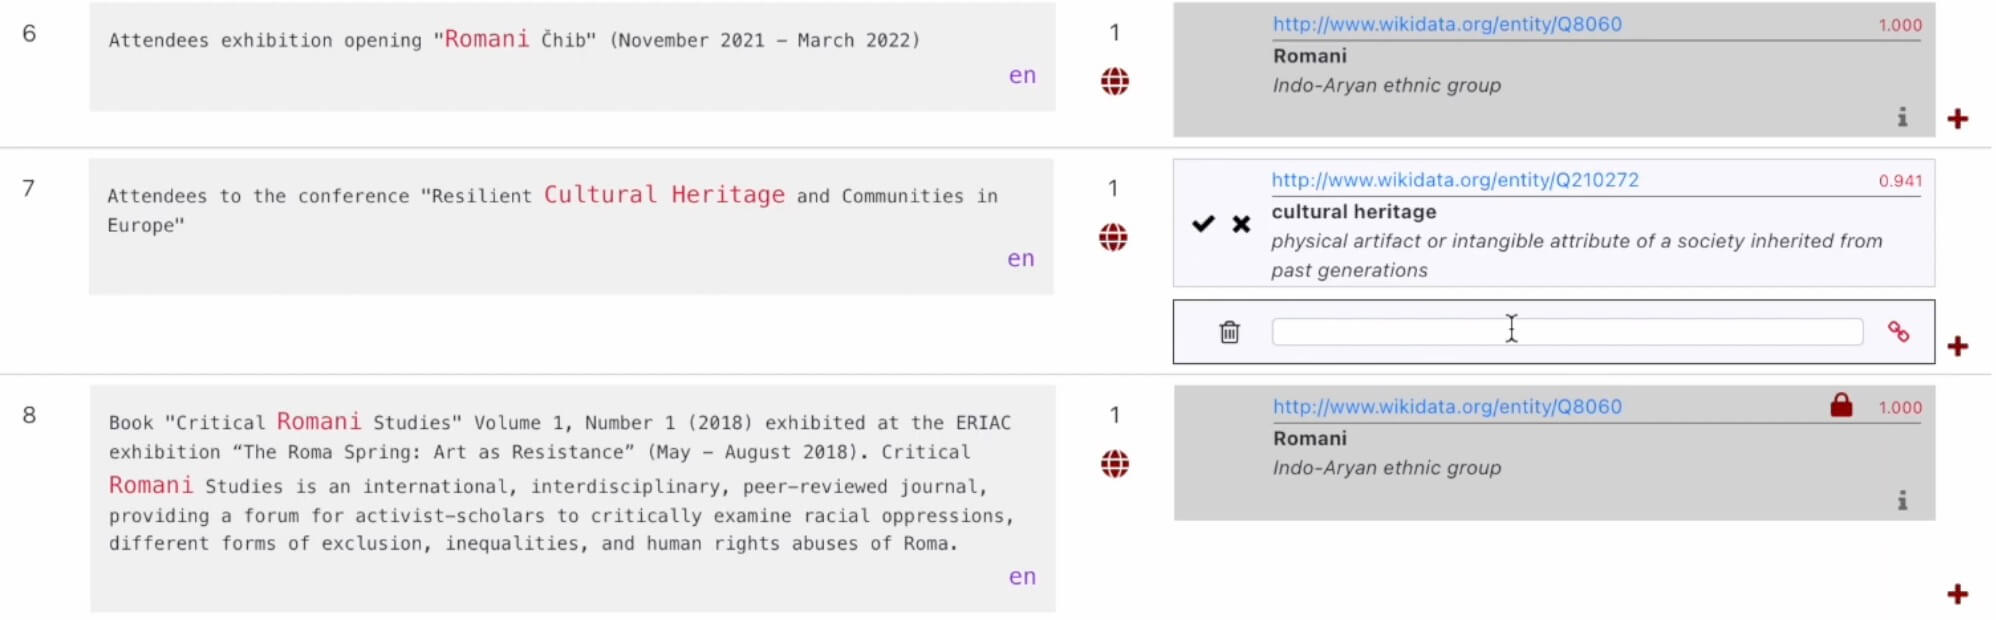 6
Attendees exhibition opening "Romani Čhib" (November 2021 – March 2022)
en
1
http://www.wikidata.org/entity/Q8060 1.000
Romani
Indo-Aryan ethnic group
7
Attendees to the conference "Resilient Cultural Heritage and Communities in
Europe"
en
1
http://www.wikidata.org/entity/Q210272 0.941
cultural heritage
physical artifact or intangible attribute of a society inherited from
past generations
8
Book "Critical Romani Studies" Volume 1, Number 1 (2018) exhibited at the ERIAC
exhibition “The Roma Spring: Art as Resistance” (May – August 2018). Critical
Romani Studies is an international, interdisciplinary, peer-reviewed journal,
providing a forum for activist-scholars to critically examine racial oppressions,
different forms of exclusion, inequalities, and human rights abuses of Roma.
en
1
http://www.wikidata.org/entity/Q8060 1.000
Romani
Indo-Aryan ethnic group